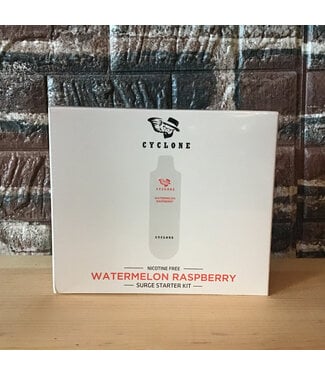 CYCLONE
CYCLONE
WATERMELON
RASPBERRY
CYCLONE
NICOTINE FREE
WATERMELON RASPBERRY
SURGE STARTER KIT